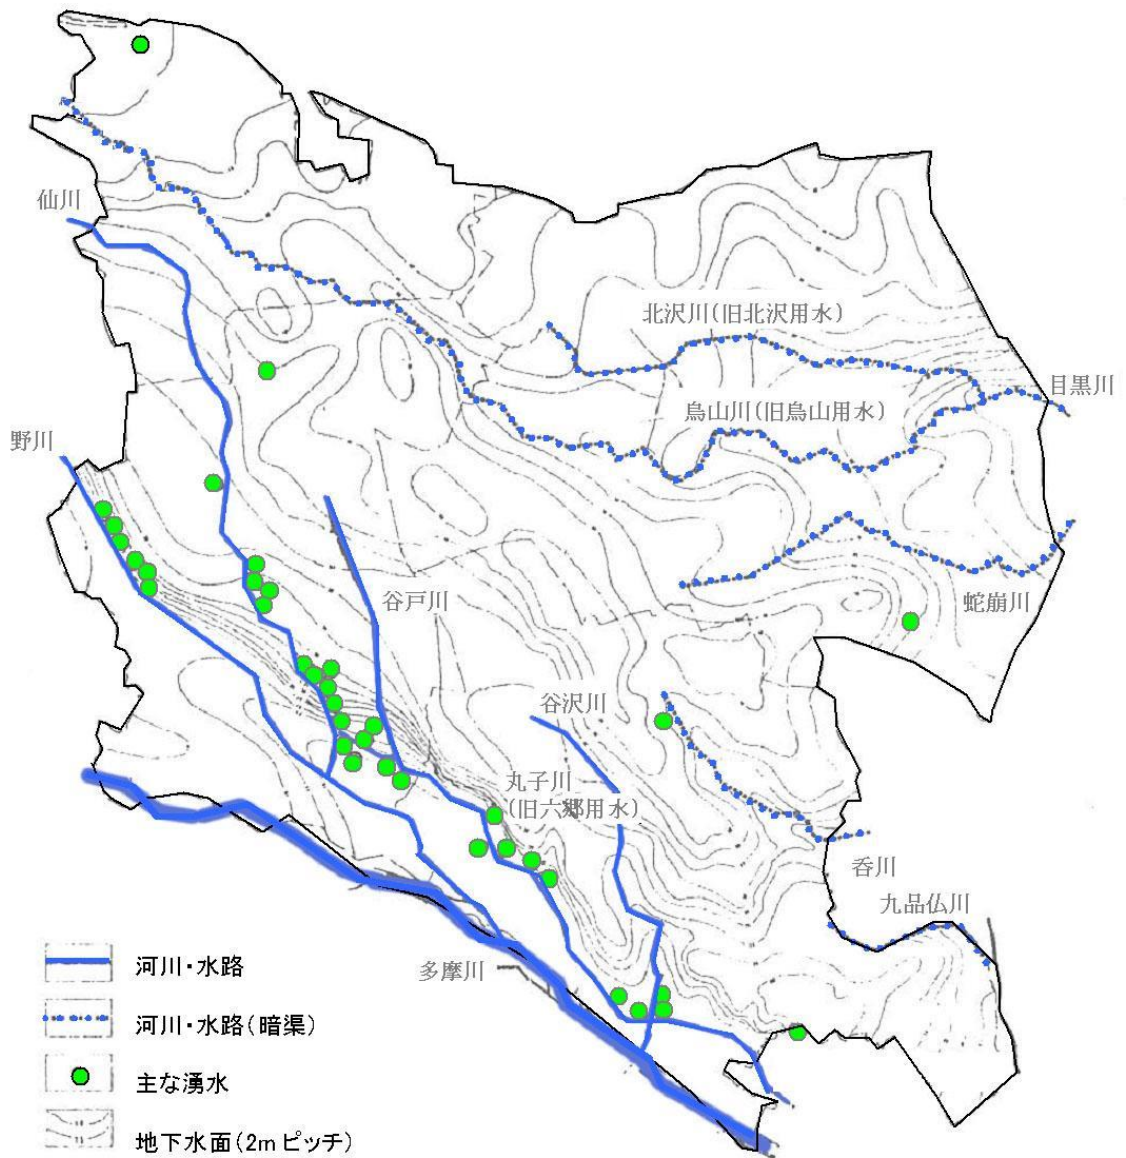 仙川
北沢川(旧北沢用水)
目黒川
烏山川(旧烏山用水)
野川
谷戸川
蛇崩川
谷沢川
丸子川
(旧六郷用水)
呑川
九品仏川
多摩川
河川・水路
河川・水路(暗渠)
主な湧水
地下水面(2mピッチ)